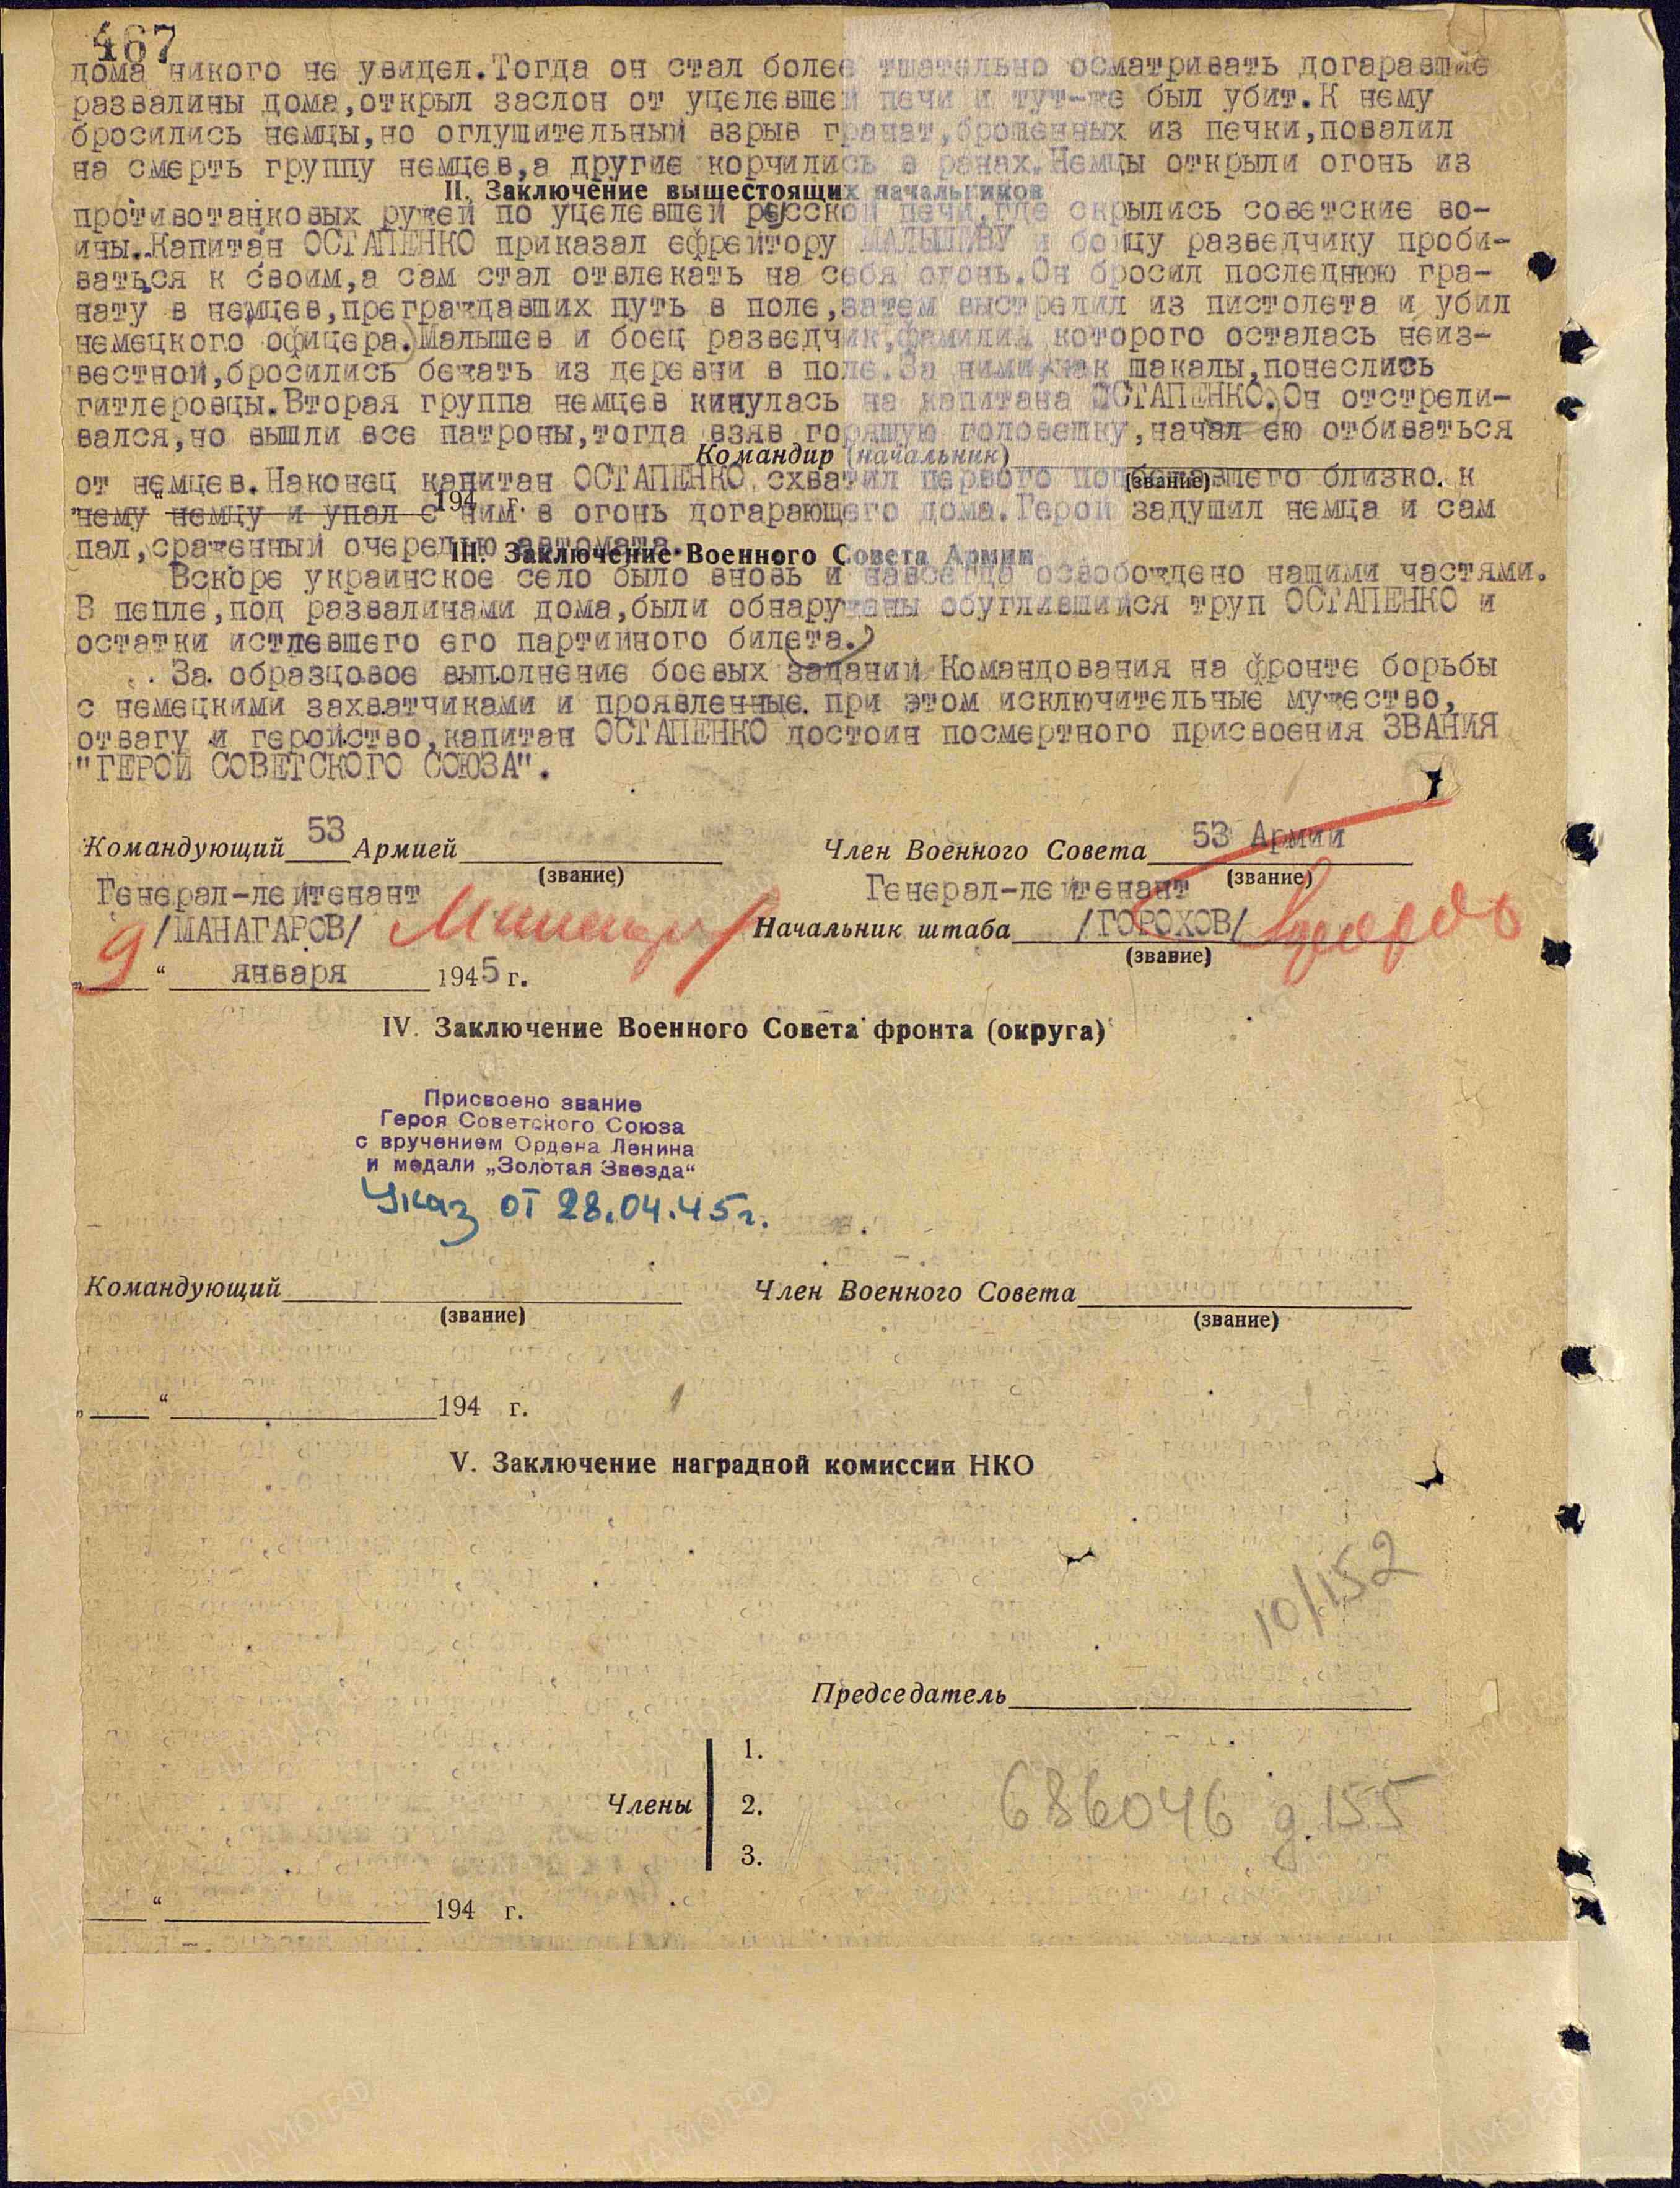 467
дома никого не увидел.Тогда он стал более тшательно осматривать догаравшие
развалины дома,открыл заслон от уцелевшей печи и тут-же был убит.К нему
бросились немцы,но оглушительный взрыв гранат,брошенных из печки,повалил
на смерть группу немцев,а другие корчились в ранах.Немцы открыли огонь из
II. Заключение вышестоящих начальников
противотанковых ружей по уцелевшей русской печи,где скрылись советские во-
ины.Капитан ОСТАПЕНКО приказал ефрейтору МАЛЫШЕВУ и бойцу разведчику проби-
ваться к своим,а сам стал отвлекать на себя огонь.Он бросил последнюю гра-
нату в немцев,преграждавших путь в поле,затем выстрелил из пистолета и убил
немецкого офицера.Малышев и боец разведчик,фамилия которого осталась неиз-
вестной,бросились бежать из деревни в поле.За ними,как шакалы,понеслись
гитлеровцы.Вторая группа немцев кинулась на капитана ОСТАПЕНКО.Он отстрели-
вался,но вышли все патроны,тогда взяв горящую головешку,начал ею отбиваться
Командир (начальник)
(звание)
от немцев.Наконец капитан ОСТАПЕНКО схватил первого подбежавшего близко к
194 г.
нему немцу и упал с ним в огонь догарающего дома.Герой задушил немца и сам
пал,сраженный очередью автомата.
III. Заключение Военного Совета Армии
Вскоре украинское село было вновь и навсегда освобождено нашими частями.
В пепле,под развалинами дома,были обнаружены обуглившийся труп ОСТАПЕНКО и
остатки истлевшего его партийного билета.
За образцовое выполнение боевых заданий Командования на фронте борьбы
с немецкими захватчиками и проявленные при этом исключительные мужество,
отвагу и геройство,капитан ОСТАПЕНКО достоин посмертного присвоения ЗВАНИЯ
"ГЕРОЙ СОВЕТСКОГО СОЮЗА".
Командующий 53 Армией
(звание)
Член Военного Совета 53 Армии
(звание)
Генерал-лейтенант
Генерал-лейтенант
/МАНАГАРОВ/ Манагаров
Начальник штаба /ГОРОХОВ/ Горохов
(звание)
„9“ января 1945 г.
IV. Заключение Военного Совета фронта (округа)
Присвоено звание
Героя Советского Союза
с вручением Ордена Ленина
и медали „Золотая Звезда“
Указ от 28.04.45г.
Командующий
(звание)
Член Военного Совета
(звание)
„ “ 194 г.
V. Заключение наградной комиссии НКО
10/152
Председатель
Члены
1.
2.
3.
686046 д.155
“ 194 г.